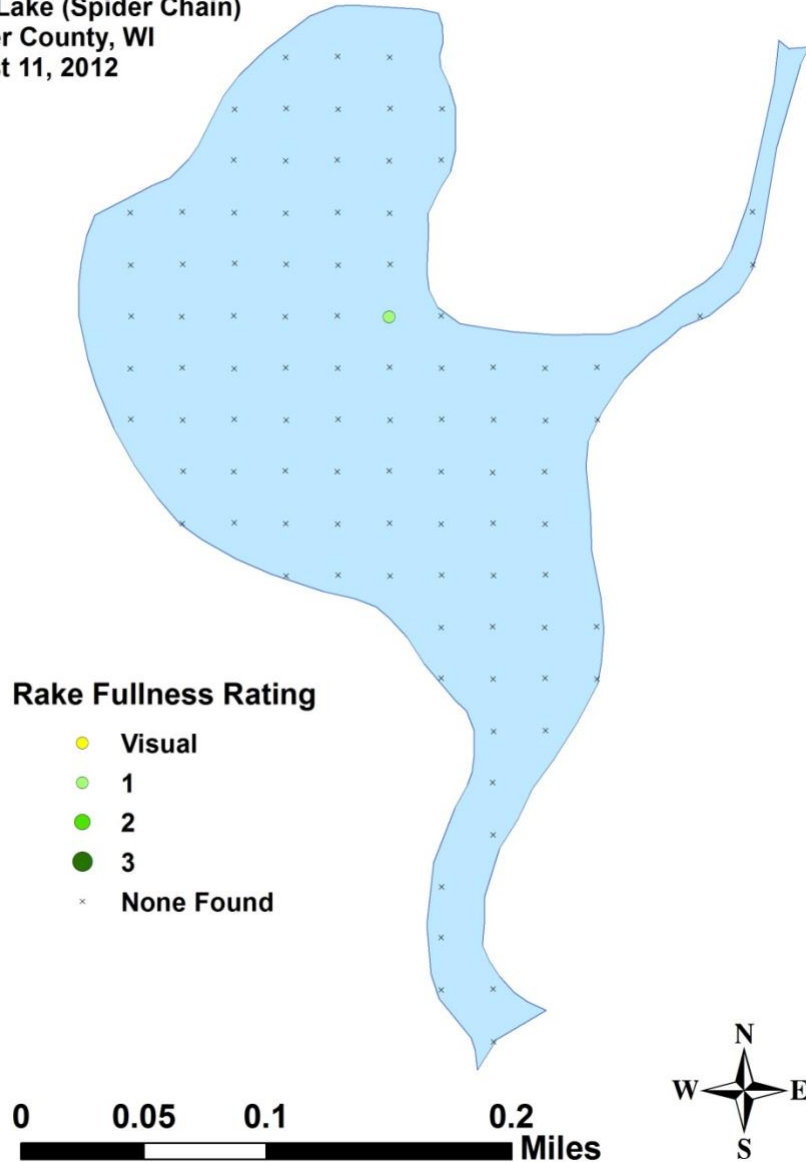 Lake (Spider Chain)
County, WI
11, 2012
Rake Fullness Rating
Visual
1
2
3
None Found
0 0.05 0.1 0.2
Miles
N
W E
S